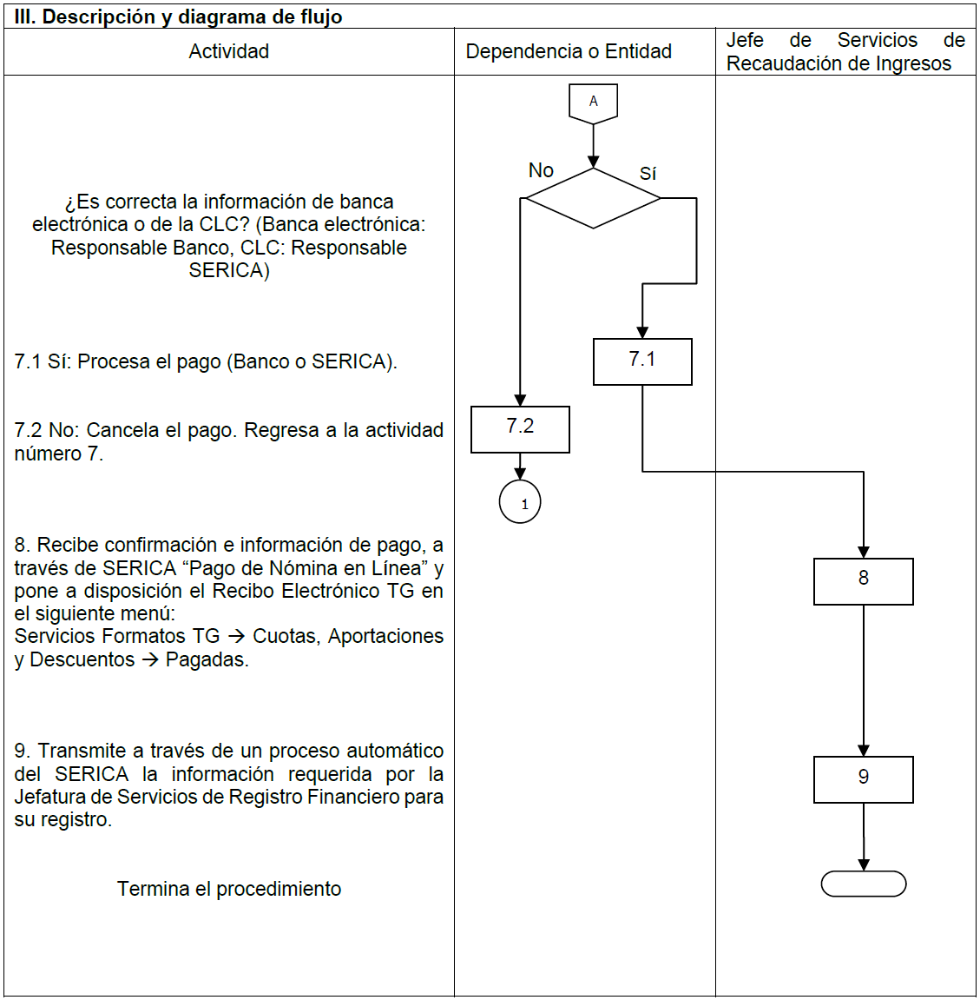 III. Descripción y diagrama de flujo
Actividad
Dependencia o Entidad
Jefe de Servicios de
Recaudación de Ingresos
A
No
Sí
¿Es correcta la información de banca
electrónica o de la CLC? (Banca electrónica:
Responsable Banco, CLC: Responsable
SERICA)
7.1 Sí: Procesa el pago (Banco o SERICA).
7.1
7.2 No: Cancela el pago. Regresa a la actividad
número 7.
7.2
1
8. Recibe confirmación e información de pago, a
través de SERICA “Pago de Nómina en Línea” y
pone a disposición el Recibo Electrónico TG en
el siguiente menú:
Servicios Formatos TG → Cuotas, Aportaciones
y Descuentos → Pagadas.
8
9. Transmite a través de un proceso automático
del SERICA la información requerida por la
Jefatura de Servicios de Registro Financiero para
su registro.
9
Termina el procedimiento